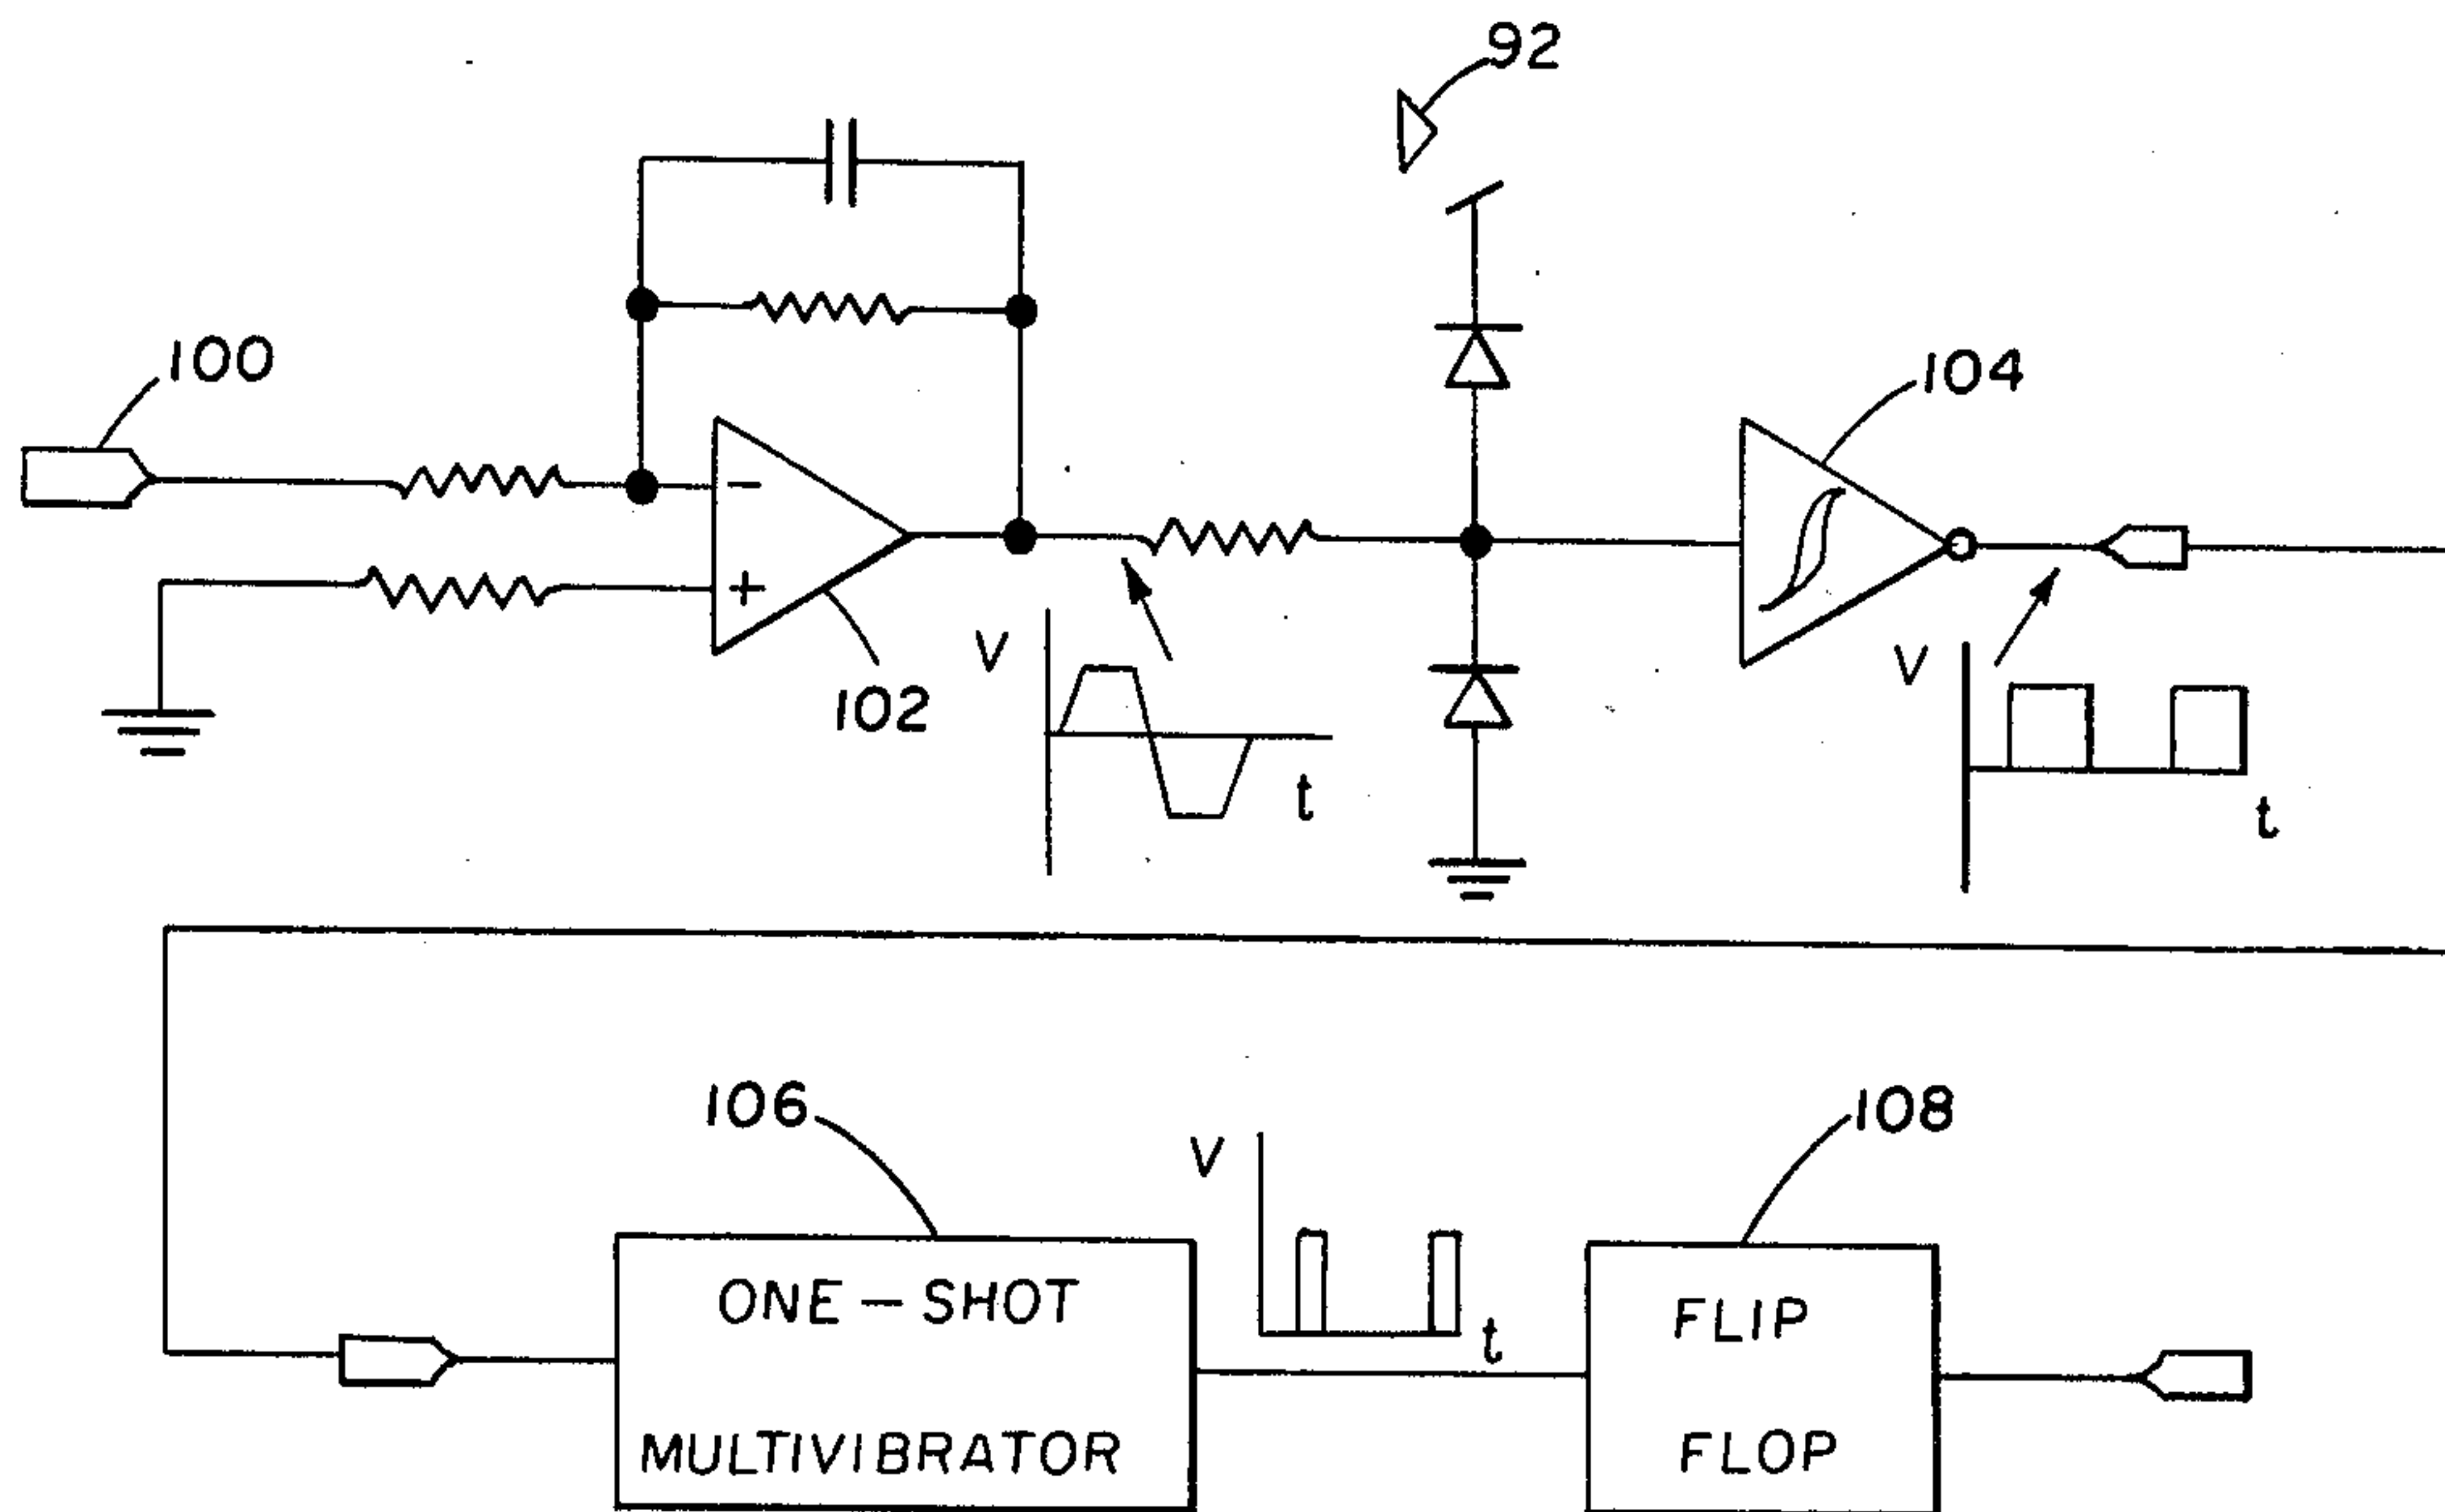 92
100
104
-
+
102
V
t
V
t
106
108
V
t
ONE-SHOT
MULTIVIBRATOR
FLIP
FLOP